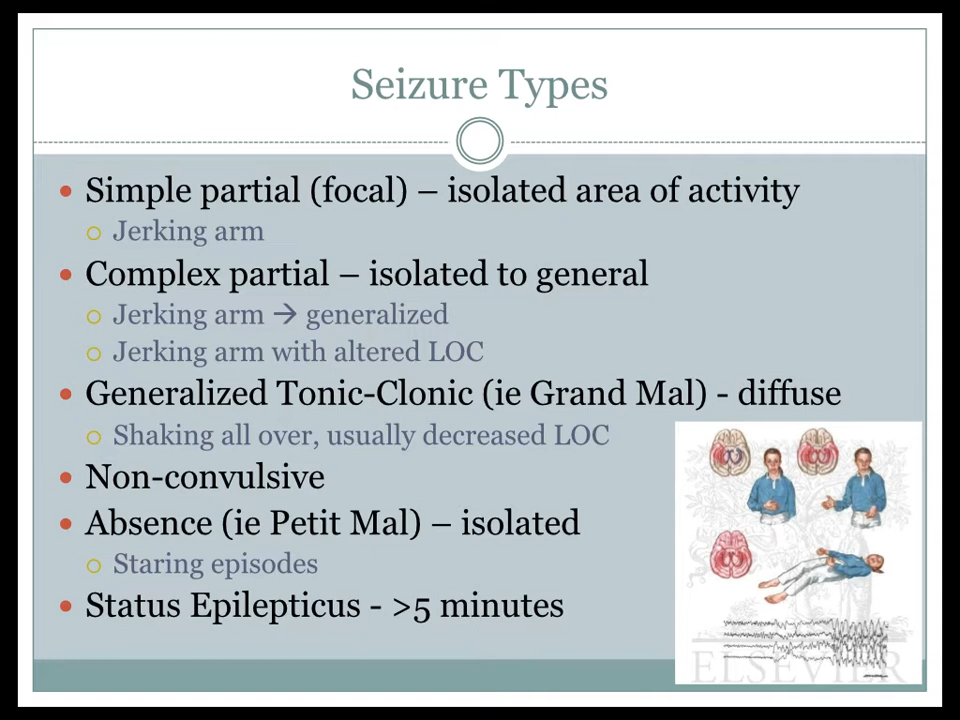 Seizure Types
Simple partial (focal) – isolated area of activity
Jerking arm
Complex partial – isolated to general
Jerking arm → generalized
Jerking arm with altered LOC
Generalized Tonic-Clonic (ie Grand Mal) - diffuse
Shaking all over, usually decreased LOC
Non-convulsive
Absence (ie Petit Mal) – isolated
Staring episodes
Status Epilepticus - >5 minutes
ELSEVIER